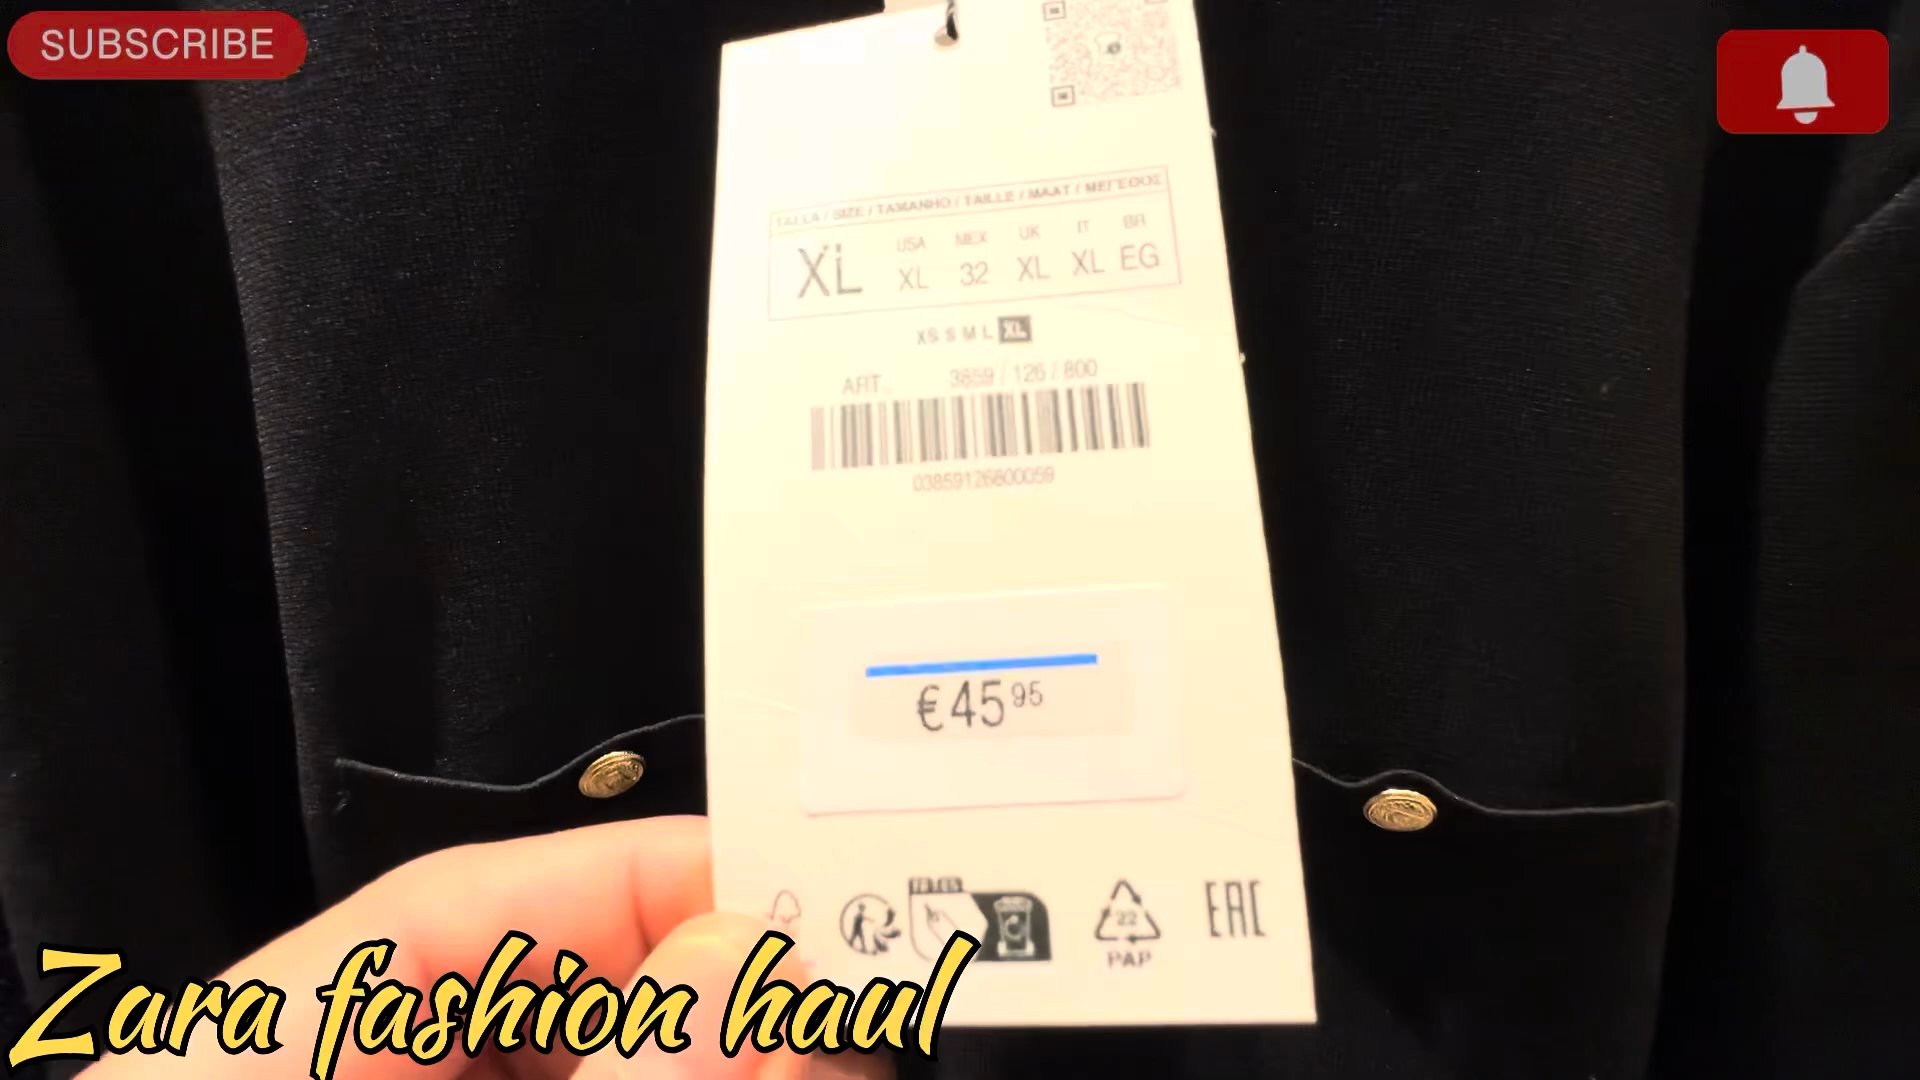 SUBSCRIBE
TALLA / SIZE / TAMANHO / TAILLE / MAAT / ΜΕΓΕΘΟΣ
XL
USA MEX UK IT BR
XL 32 XL XL EG
XS S M L XL
ART. 3859 / 126 / 800
03859126800059
€45 95
22
PAP
EAC
Zara fashion haul